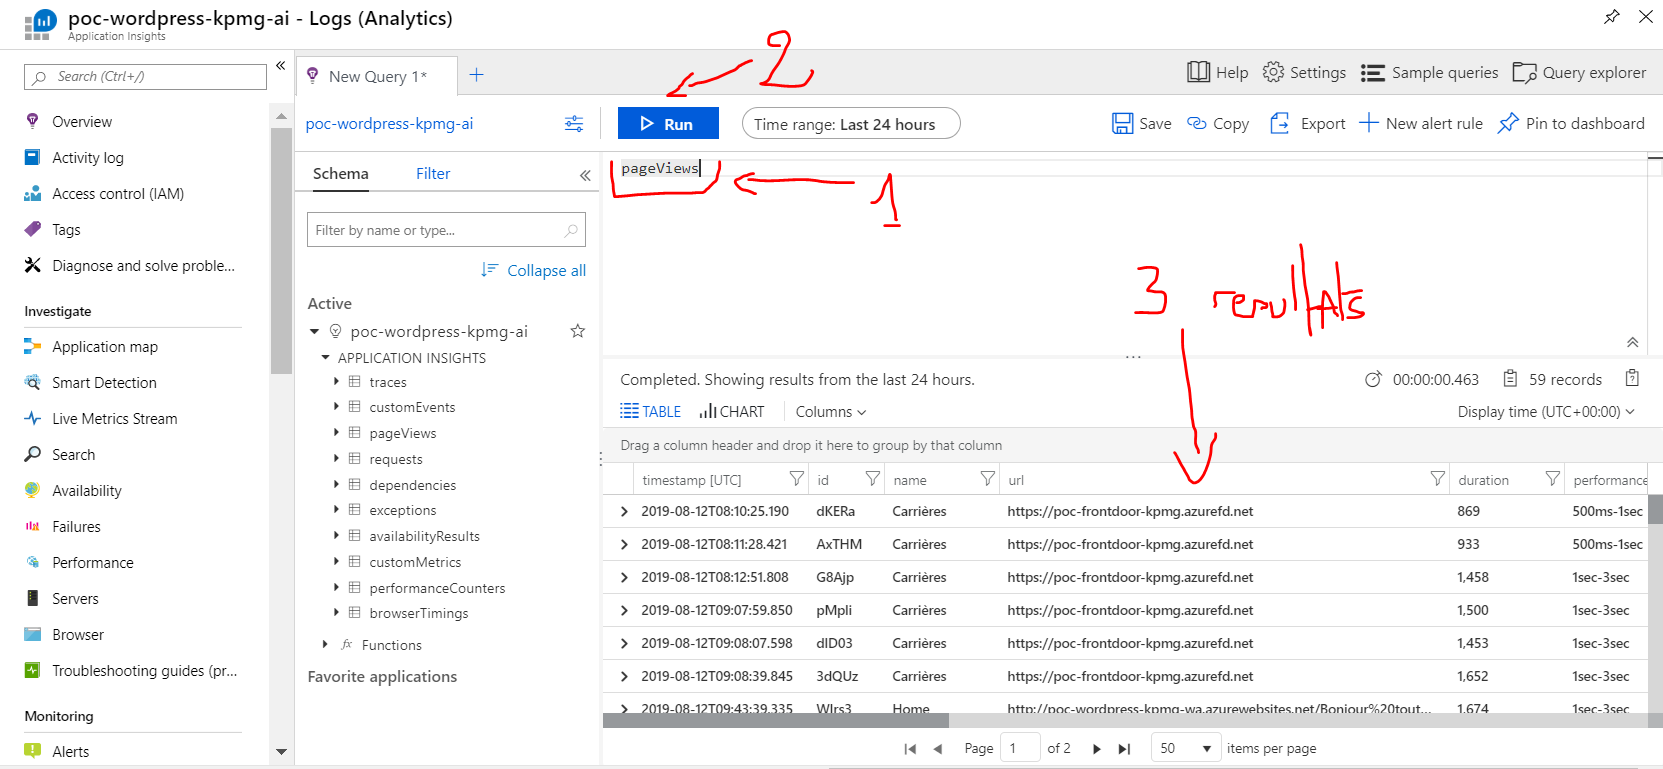 poc-wordpress-kpmg-ai - Logs (Analytics)
Application Insights
Search (Ctrl+/)
«
Overview
Activity log
Access control (IAM)
Tags
Diagnose and solve proble...
Investigate
Application map
Smart Detection
Live Metrics Stream
Search
Availability
Failures
Performance
Servers
Browser
Troubleshooting guides (pr...
Monitoring
Alerts
New Query 1*
Help
Settings
Sample queries
Query explorer
poc-wordpress-kpmg-ai
Run
2
Time range: Last 24 hours
Save
Copy
Export
New alert rule
Pin to dashboard
Schema
Filter
«
Filter by name or type...
Collapse all
Active
poc-wordpress-kpmg-ai
APPLICATION INSIGHTS
traces
customEvents
pageViews
requests
dependencies
exceptions
availabilityResults
customMetrics
performanceCounters
browserTimings
fx Functions
Favorite applications
pageViews
1
3 resultats
Completed. Showing results from the last 24 hours.
00:00:00.463
59 records
TABLE
CHART
Columns
Display time (UTC+00:00)
Drag a column header and drop it here to group by that column
timestamp [UTC] id name url duration performance
2019-08-12T08:10:25.190 dKERa Carrières https://poc-frontdoor-kpmg.azurefd.net 869 500ms-1sec
2019-08-12T08:11:28.421 AxTHM Carrières https://poc-frontdoor-kpmg.azurefd.net 933 500ms-1sec
2019-08-12T08:12:51.808 G8Ajp Carrières https://poc-frontdoor-kpmg.azurefd.net 1,458 1sec-3sec
2019-08-12T09:07:59.850 pMpli Carrières https://poc-frontdoor-kpmg.azurefd.net 1,500 1sec-3sec
2019-08-12T09:08:07.598 dID03 Carrières https://poc-frontdoor-kpmg.azurefd.net 1,453 1sec-3sec
2019-08-12T09:08:39.845 3dQUz Carrières https://poc-frontdoor-kpmg.azurefd.net 1,652 1sec-3sec
2019-08-12T09:43:39.335 WIrs3 Home http://poc-wordpress-kpmg-wa.azurewebsites.net/Bonjour%20tout... 1,674 1sec-3sec
Page 1 of 2
50 items per page